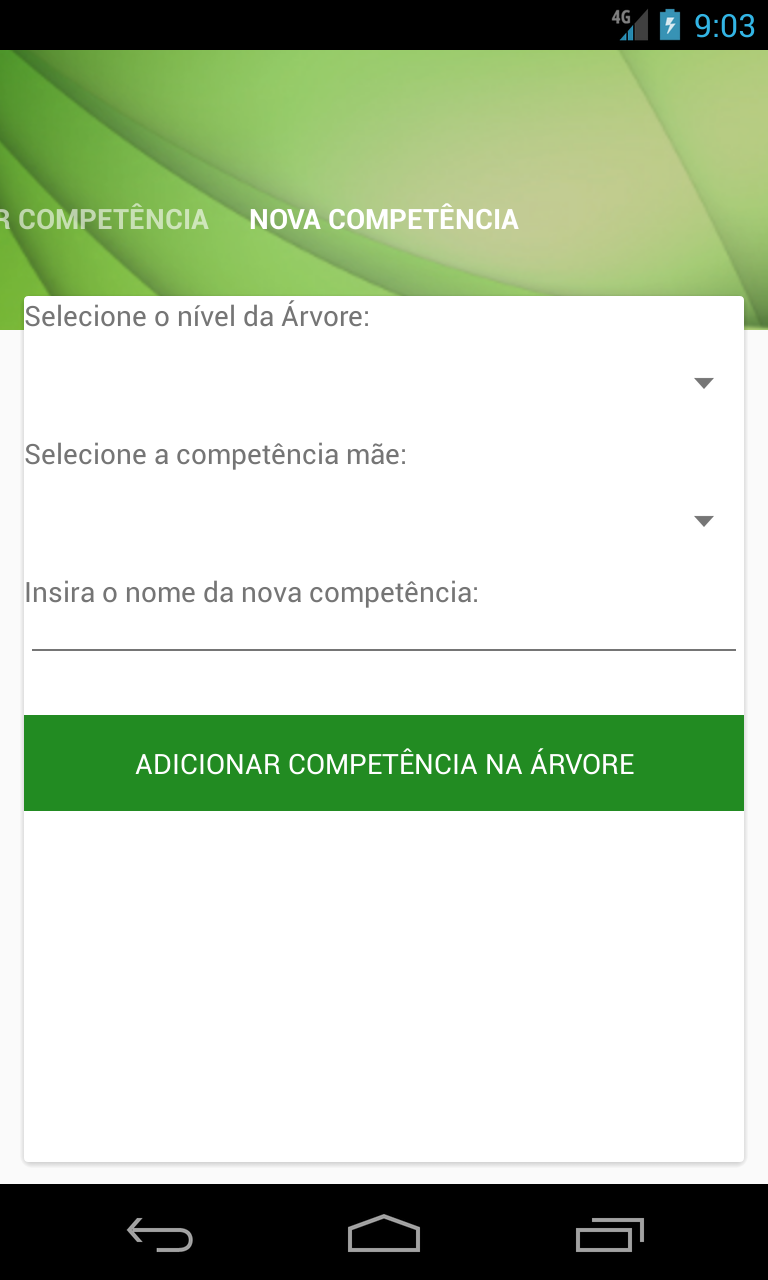 4G 9:03
R COMPETÊNCIA NOVA COMPETÊNCIA
Selecione o nível da Árvore:
Selecione a competência mãe:
Insira o nome da nova competência:
ADICIONAR COMPETÊNCIA NA ÁRVORE